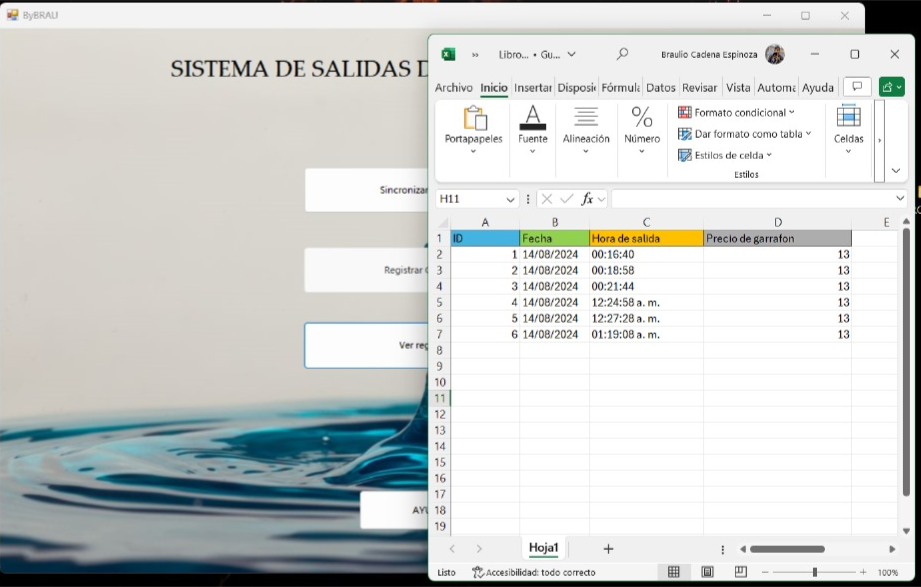 ByBRAU
SISTEMA DE SALIDAS D
Sincronizar
Registrar
Ver reg
AYU
Libro... • Gu...
Braulio Cadena Espinoza
Archivo Inicio Insertar Disposi Fórmula Datos Revisar Vista Automa Ayuda
Portapapeles
Fuente
Alineación
%
Número
Formato condicional
Dar formato como tabla
Estilos de celda
Estilos
Celdas
H11
fx
A B C D E
1 ID Fecha Hora de salida Precio de garrafon
2 1 14/08/2024 00:16:40 13
3 2 14/08/2024 00:18:58 13
4 3 14/08/2024 00:21:44 13
5 4 14/08/2024 12:24:58 a. m. 13
6 5 14/08/2024 12:27:28 a. m. 13
7 6 14/08/2024 01:19:08 a. m. 13
8
9
10
11
12
13
14
15
16
17
18
19
Hoja1
Listo
Accesibilidad: todo correcto
100%